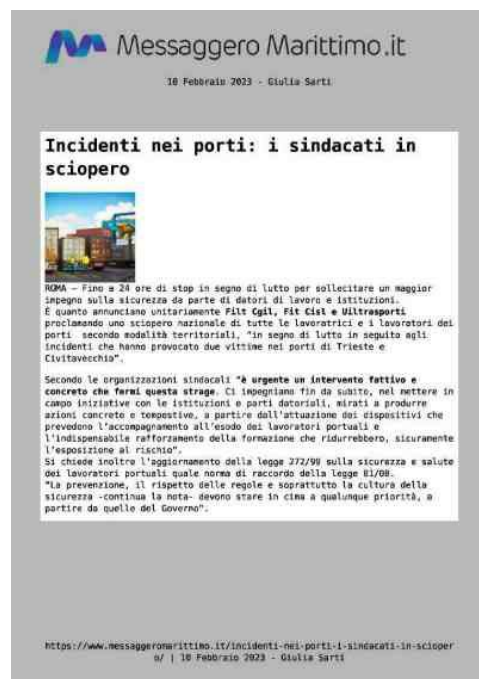 Messaggero Marittimo.it
10 Febbraio 2023 - Giulia Sarti
Incidenti nei porti: i sindacati in
sciopero
ROMA – Fino a 24 ore di stop in segno di lutto per sollecitare un maggior
impegno sulla sicurezza da parte di datori di lavoro e istituzioni.
È quanto annunciano unitariamente Filt Cgil, Fit Cisl e Uiltrasporti
proclamando uno sciopero nazionale di tutte le lavoratrici e i lavoratori dei
porti secondo modalità territoriali, "in segno di lutto in seguito agli
incidenti che hanno provocato due vittime nei porti di Trieste e
Civitavecchia".
Secondo le organizzazioni sindacali "è urgente un intervento fattivo e
concreto che fermi questa strage. Ci impegniamo fin da subito, nel mettere in
campo iniziative con le istituzioni e parti datoriali, mirati a produrre
azioni concrete e tempestive, a partire dall'attuazione dei dispositivi che
prevedono l'accompagnamento all'esodo dei lavoratori portuali e
l'indispensabile rafforzamento della formazione che ridurrebbero, sicuramente
l'esposizione al rischio".
Si chiede inoltre l'aggiornamento della legge 272/99 sulla sicurezza e salute
dei lavoratori portuali quale norma di raccordo della legge 81/08.
"La prevenzione, il rispetto delle regole e soprattutto la cultura della
sicurezza -continua la nota- devono stare in cima a qualunque priorità, a
partire da quelle del Governo".
https://www.messaggeromarittimo.it/incidenti-nei-porti-i-sindacati-in-scioper
o/ | 10 Febbraio 2023 - Giulia Sarti